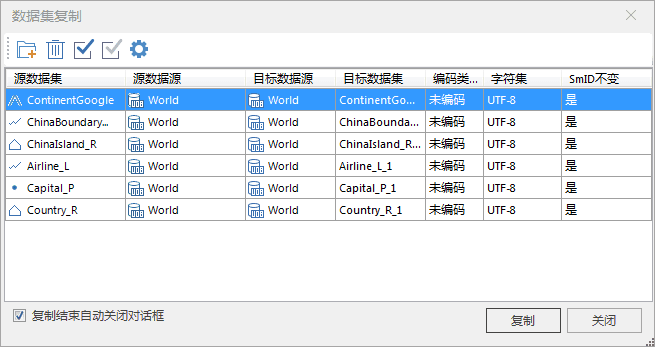 数据集复制
源数据集 源数据源 目标数据源 目标数据集 编码类... 字符集 SmID不变
ContinentGoogle World World ContinentGo... 未编码 UTF-8 是
ChinaBoundary... World World ChinaBounda... 未编码 UTF-8 是
ChinaIsland_R World World ChinaIsland_R... 未编码 UTF-8 是
Airline_L World World Airline_L_1 未编码 UTF-8 是
Capital_P World World Capital_P_1 未编码 UTF-8 是
Country_R World World Country_R_1 未编码 UTF-8 是
复制结束自动关闭对话框
复制 关闭